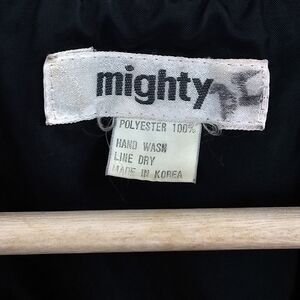 mighty
POLYESTER 100%
HAND WASH
LINE DRY
MADE IN KOREA